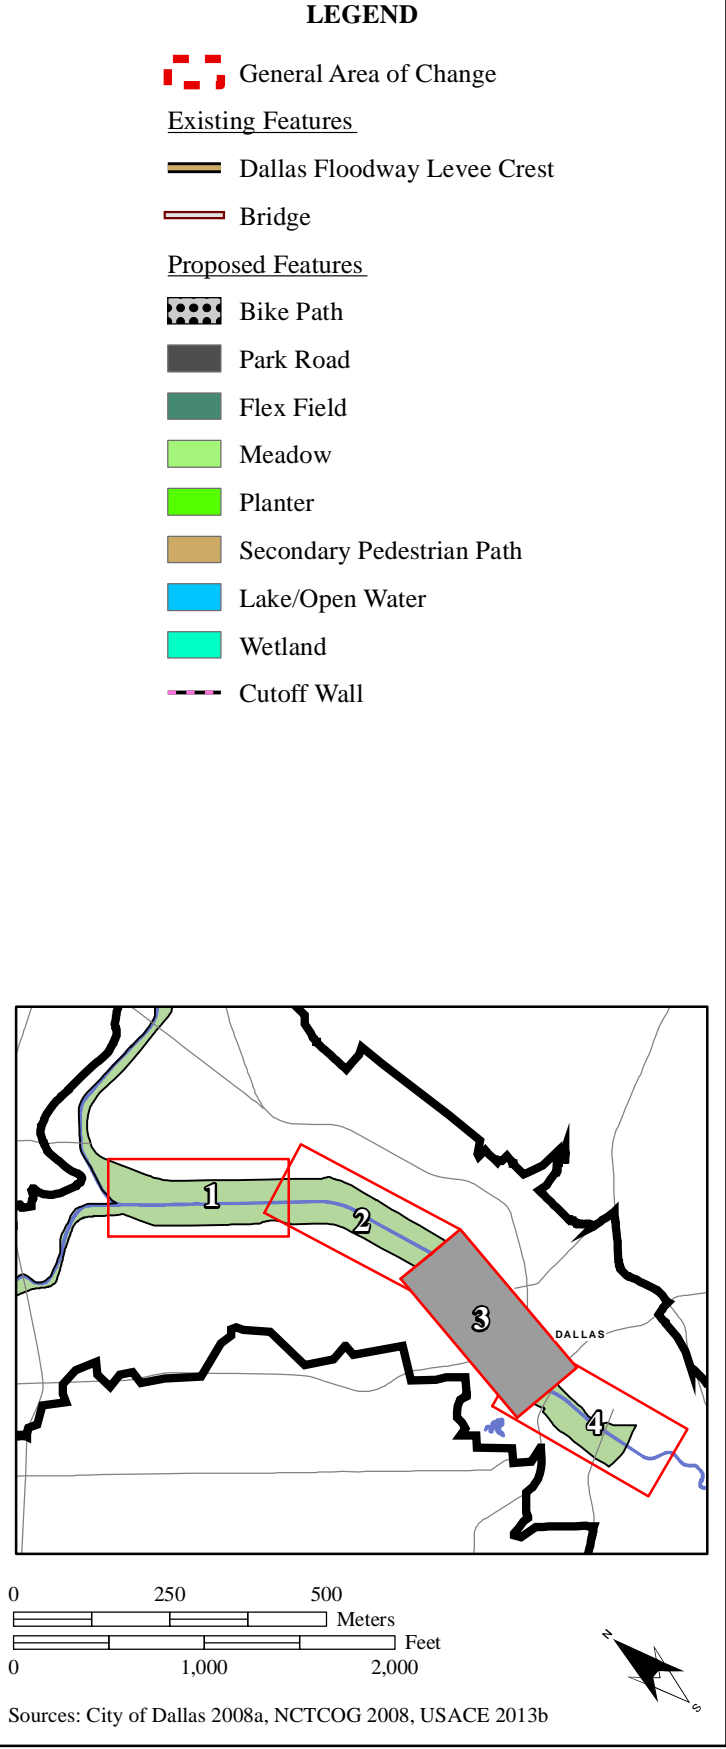 LEGEND
General Area of Change
Existing Features
Dallas Floodway Levee Crest
Bridge
Proposed Features
Bike Path
Park Road
Flex Field
Meadow
Planter
Secondary Pedestrian Path
Lake/Open Water
Wetland
Cutoff Wall
1
2
3
DALLAS
4
0 250 500
Meters
Feet
0 1,000 2,000
N
S
Sources: City of Dallas 2008a, NCTCOG 2008, USACE 2013b